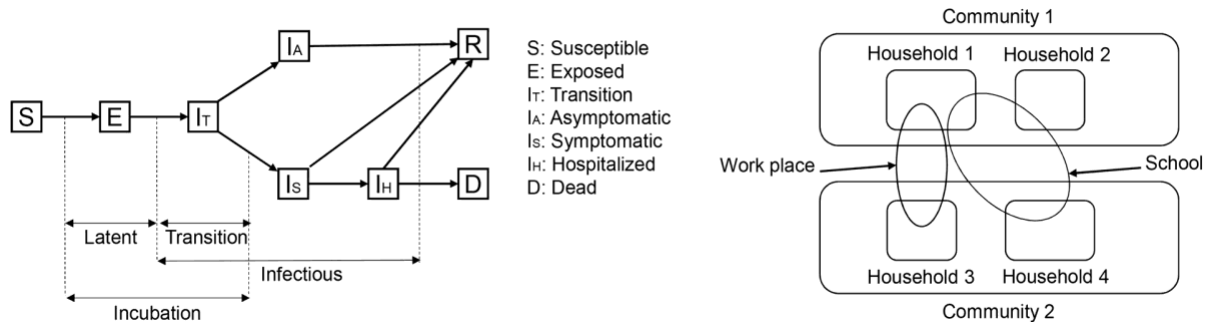 S
E
IT
IA
IS
IH
R
D
Latent
Transition
Infectious
Incubation
S: Susceptible
E: Exposed
IT: Transition
IA: Asymptomatic
IS: Symptomatic
IH: Hospitalized
D: Dead
Community 1
Household 1
Household 2
Work place
School
Household 3
Household 4
Community 2